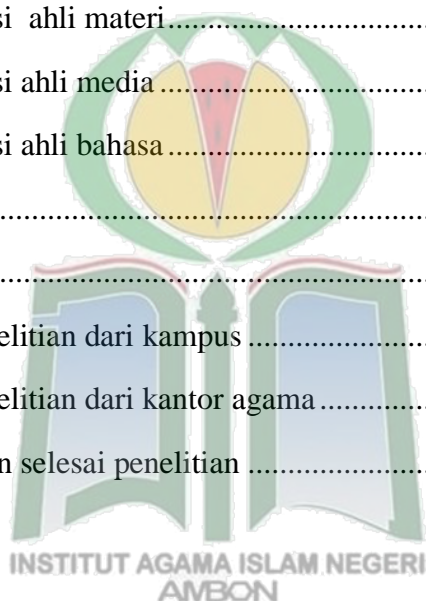 si ahli materi....................................
si ahli media....................................
si ahli bahasa..................................
....................................................
....................................................
elitian dari kampus........................
elitian dari kantor agama...............
n selesai penelitian.........................
INSTITUT AGAMA ISLAM NEGERI
AMBON